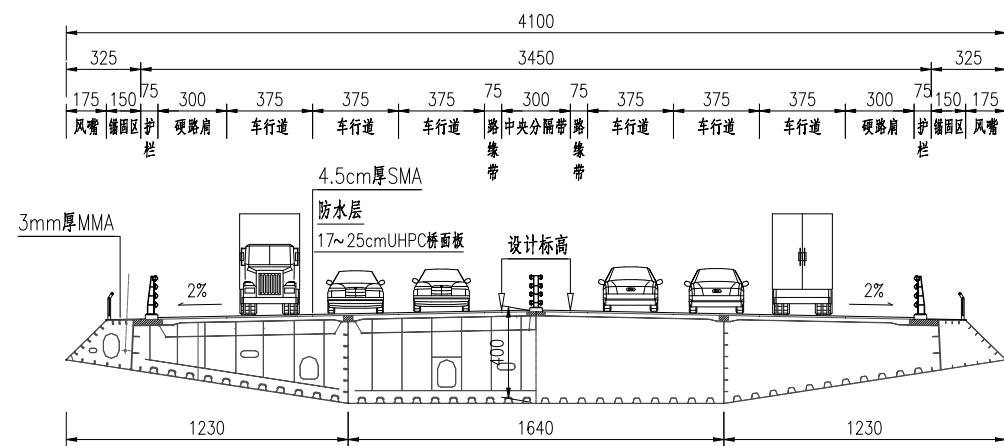 4100
325 3450 325
175 150 75 300 375 375 375 75 300 75 375 375 375 300 75 150 175
风嘴 锚固区 护栏 硬路肩 车行道 车行道 车行道 路缘带 中央分隔带 路缘带 车行道 车行道 车行道 硬路肩 护栏 锚固区 风嘴
4.5cm厚SMA
防水层
17~25cmUHPC桥面板
3mm厚MMA
设计标高
2% 2%
400
1230 1640 1230